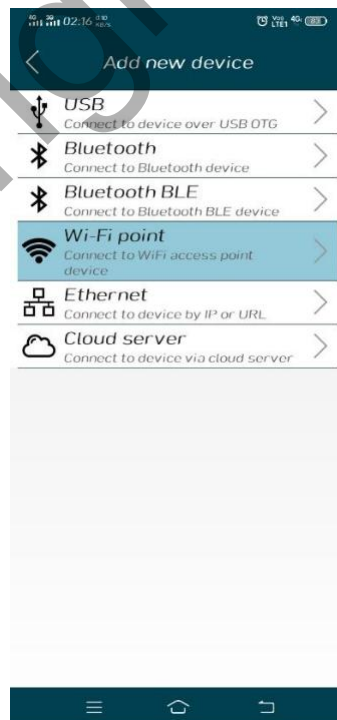 02:16
Add new device
USB
Connect to device over USB OTG
Bluetooth
Connect to Bluetooth device
Bluetooth BLE
Connect to Bluetooth BLE device
Wi-Fi point
Connect to WiFi access point
device
Ethernet
Connect to device by IP or URL
Cloud server
Connect to device via cloud server